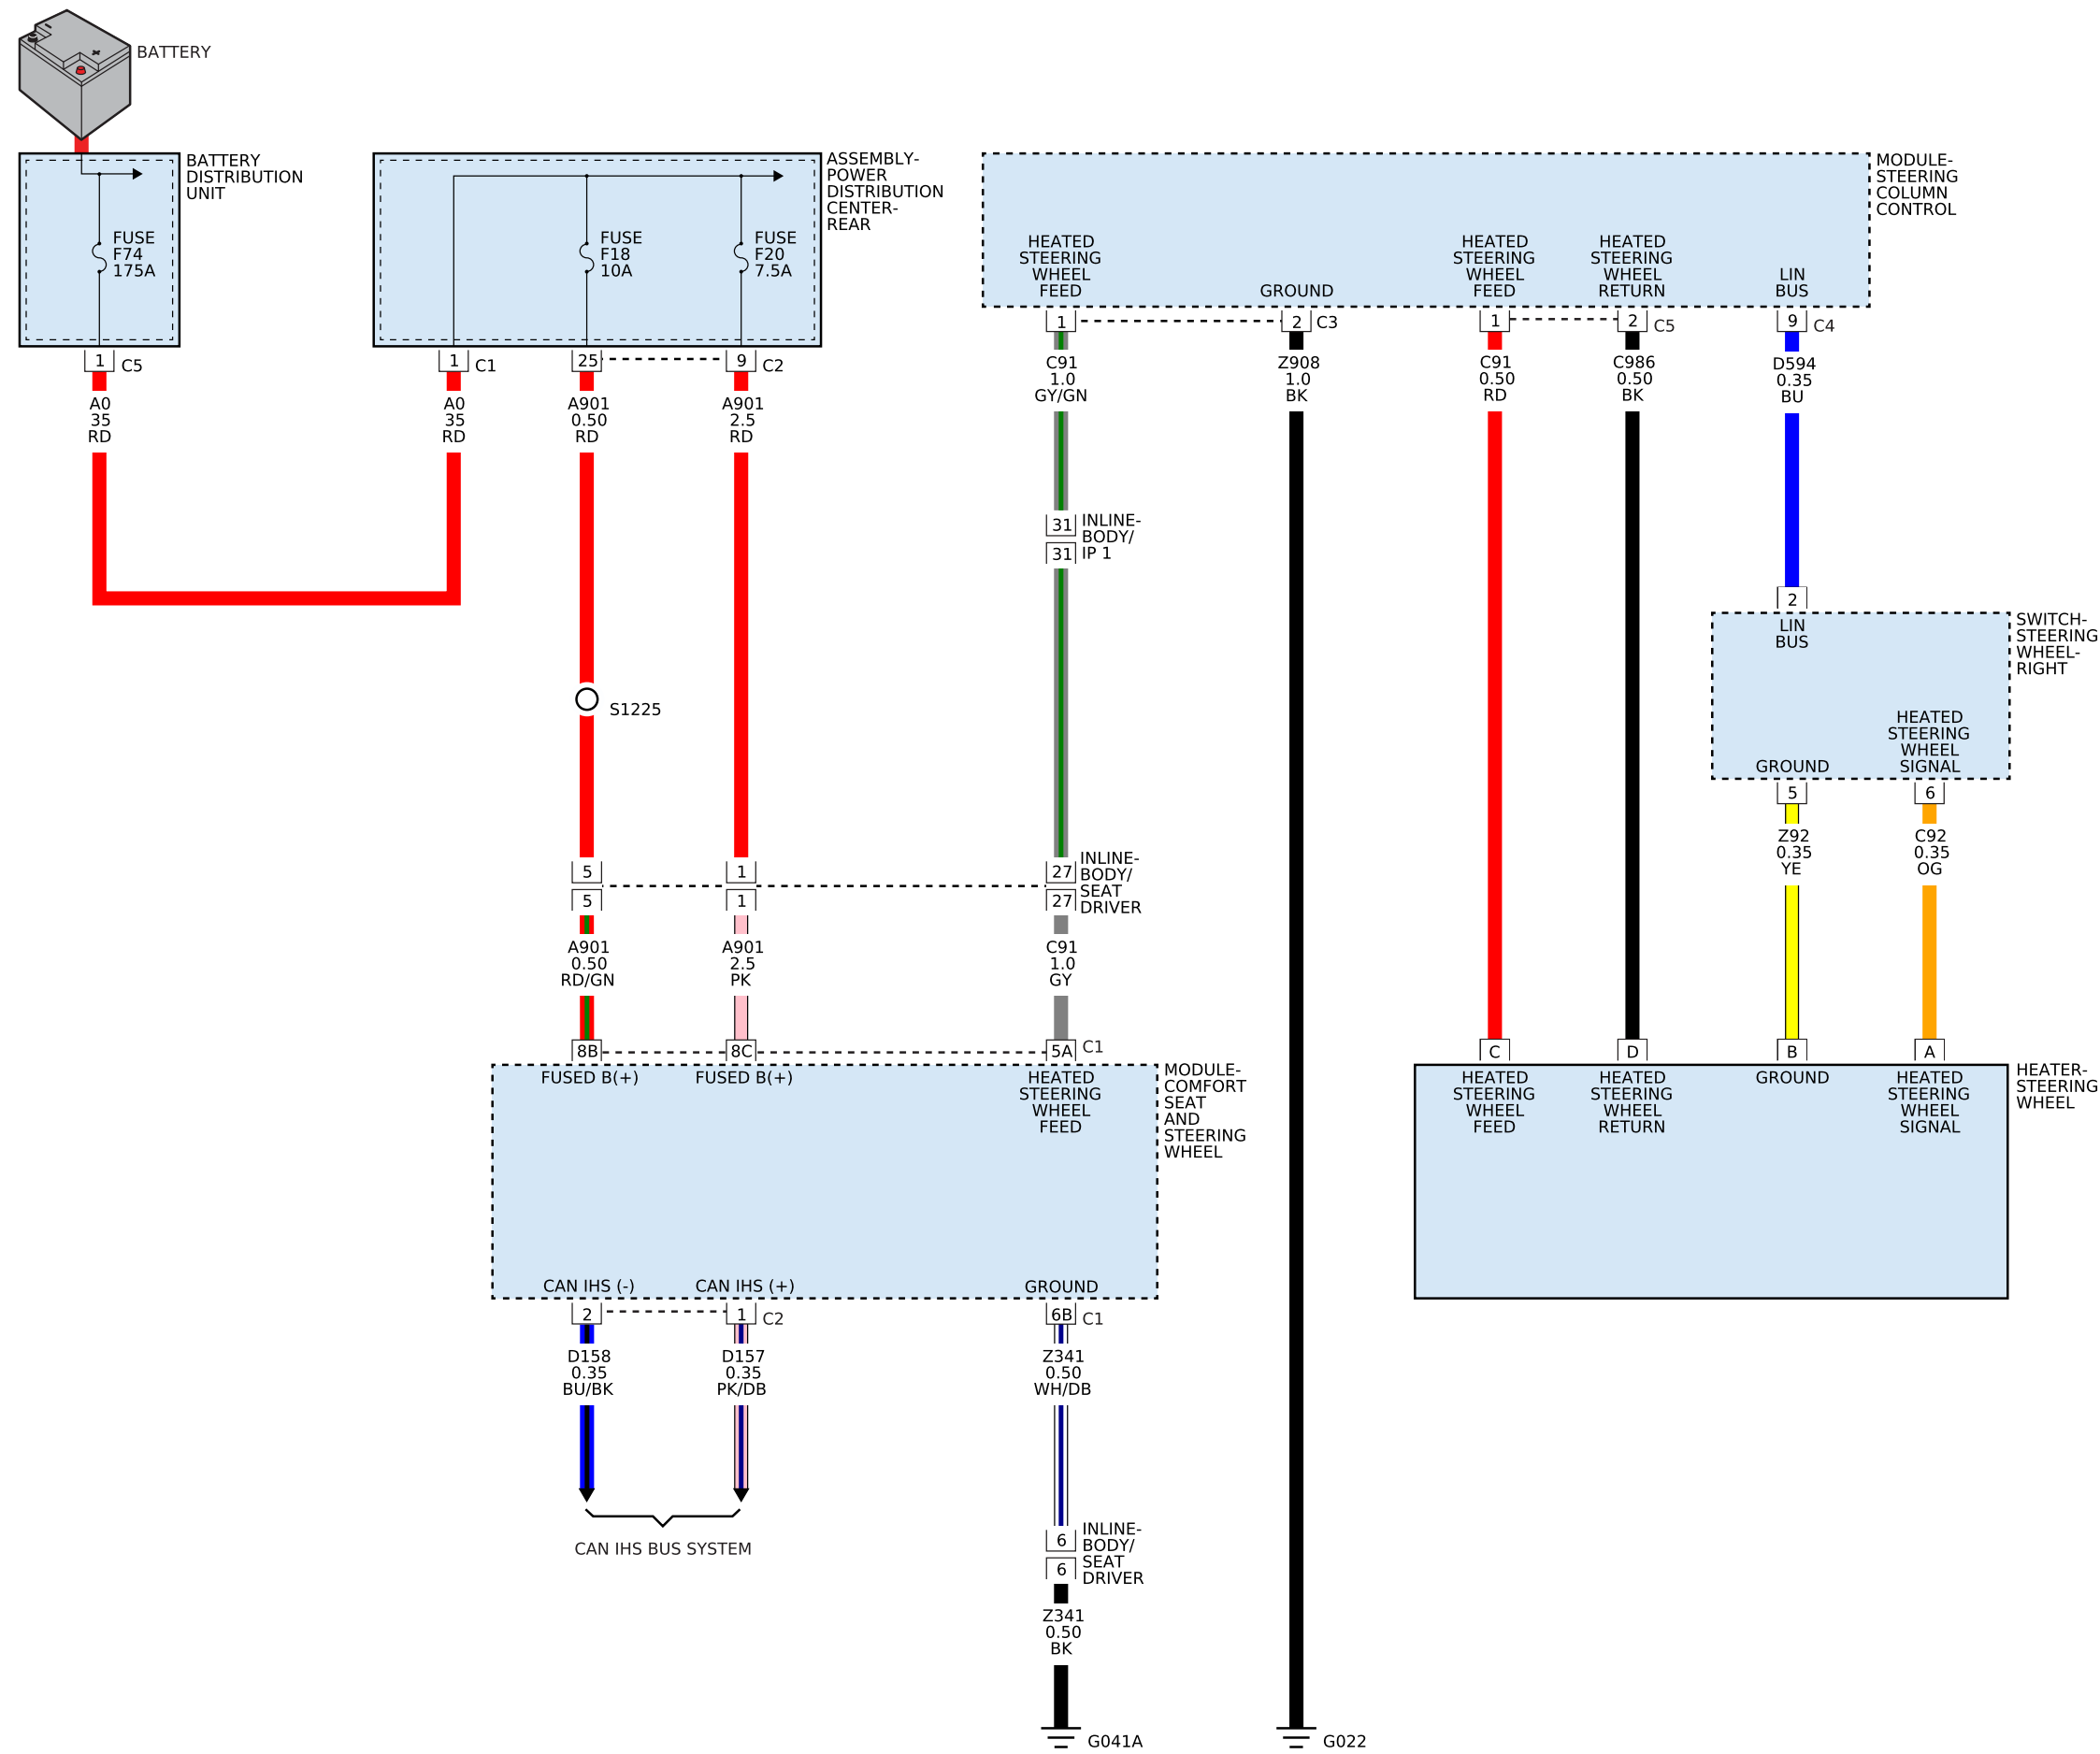 BATTERY
BATTERY
DISTRIBUTION
UNIT
FUSE
F74
175A
1
C5
A0
35
RD
ASSEMBLY-
POWER
DISTRIBUTION
CENTER-
REAR
FUSE
F18
10A
FUSE
F20
7.5A
1
C1
25
9
C2
A0
35
RD
A901
0.50
RD
A901
2.5
RD
S1225
MODULE-
STEERING
COLUMN
CONTROL
HEATED
STEERING
WHEEL
FEED
GROUND
HEATED
STEERING
WHEEL
FEED
HEATED
STEERING
WHEEL
RETURN
LIN
BUS
1
2
C3
1
2
C5
9
C4
C91
1.0
GY/GN
Z908
1.0
BK
C91
0.50
RD
C986
0.50
BK
D594
0.35
BU
31
31
INLINE-
BODY/
IP 1
2
LIN
BUS
SWITCH-
STEERING
WHEEL-
RIGHT
GROUND
HEATED
STEERING
WHEEL
SIGNAL
5
6
Z92
0.35
YE
C92
0.35
OG
5
5
1
1
27
27
INLINE-
BODY/
SEAT
DRIVER
A901
0.50
RD/GN
A901
2.5
PK
C91
1.0
GY
8B
8C
5A
C1
FUSED B(+)
FUSED B(+)
HEATED
STEERING
WHEEL
FEED
MODULE-
COMFORT
SEAT
AND
STEERING
WHEEL
C
D
B
A
HEATED
STEERING
WHEEL
FEED
HEATED
STEERING
WHEEL
RETURN
GROUND
HEATED
STEERING
WHEEL
SIGNAL
HEATER-
STEERING
WHEEL
CAN IHS (-)
CAN IHS (+)
GROUND
2
1
C2
6B
C1
D158
0.35
BU/BK
D157
0.35
PK/DB
Z341
0.50
WH/DB
CAN IHS BUS SYSTEM
6
6
INLINE-
BODY/
SEAT
DRIVER
Z341
0.50
BK
G041A
G022